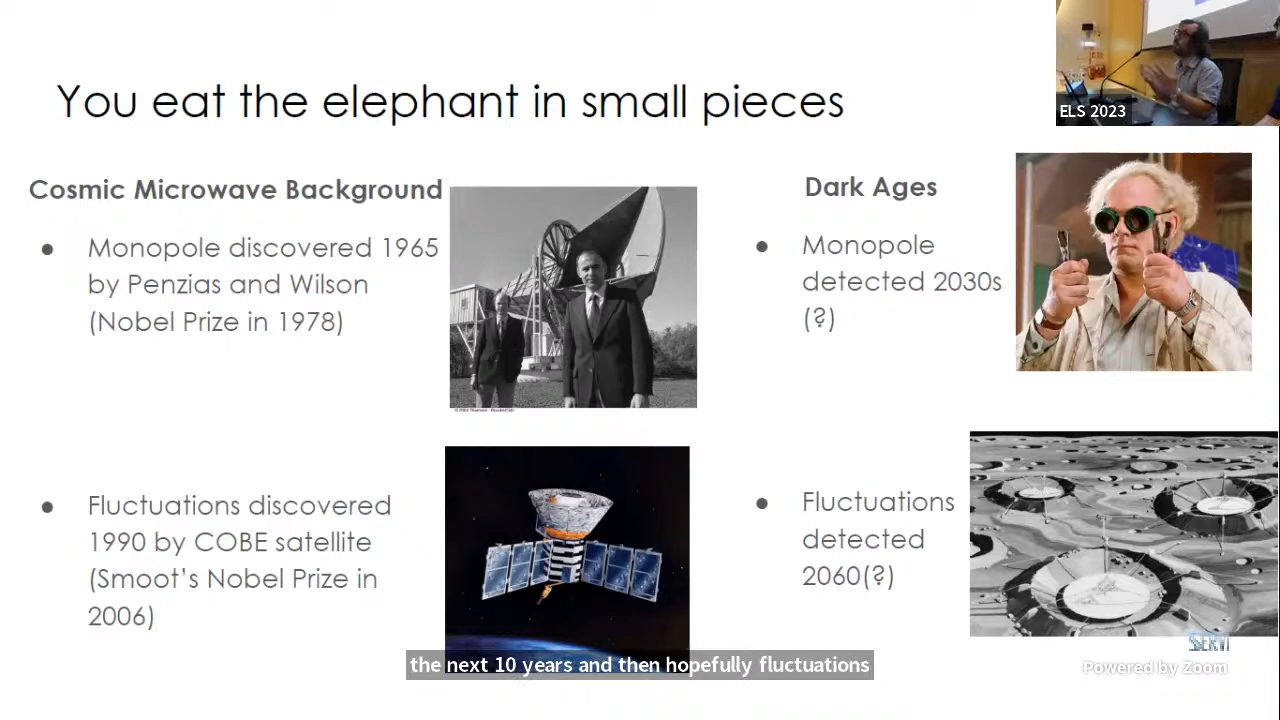 You eat the elephant in small pieces
ELS 2023
Cosmic Microwave Background
● Monopole discovered 1965
by Penzias and Wilson
(Nobel Prize in 1978)
● Fluctuations discovered
1990 by COBE satellite
(Smoot's Nobel Prize in
2006)
Dark Ages
● Monopole
detected 2030s
(?)
● Fluctuations
detected
2060(?)
the next 10 years and then hopefully fluctuations
Powered by Zoom